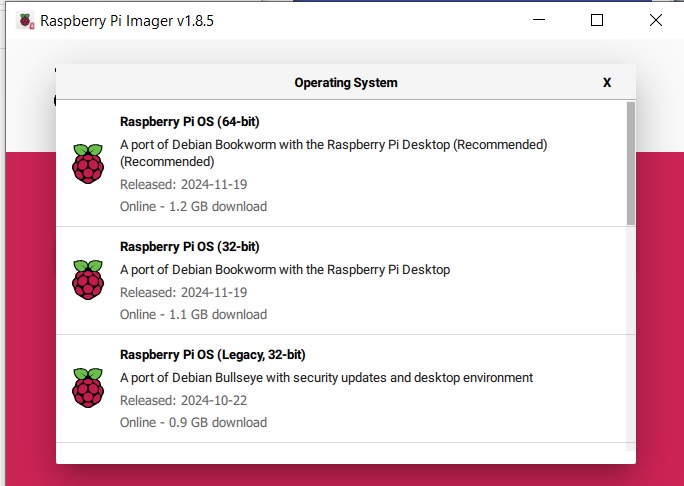 Raspberry Pi Imager v1.8.5
Operating System
X
Raspberry Pi OS (64-bit)
A port of Debian Bookworm with the Raspberry Pi Desktop (Recommended)
(Recommended)
Released: 2024-11-19
Online - 1.2 GB download
Raspberry Pi OS (32-bit)
A port of Debian Bookworm with the Raspberry Pi Desktop
Released: 2024-11-19
Online - 1.1 GB download
Raspberry Pi OS (Legacy, 32-bit)
A port of Debian Bullseye with security updates and desktop environment
Released: 2024-10-22
Online - 0.9 GB download